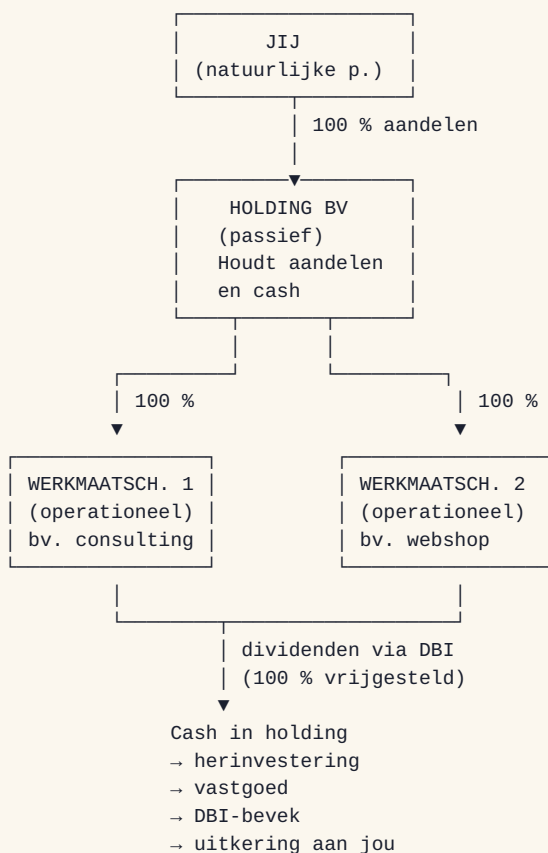 JIJ
(natuurlijke p.)
100 % aandelen
HOLDING BV
(passief)
Houdt aandelen
en cash
100 %
100 %
WERKMAATSCH. 1
(operationeel)
bv. consulting
WERKMAATSCH. 2
(operationeel)
bv. webshop
dividenden via DBI
(100 % vrijgesteld)
Cash in holding
→ herinvestering
→ vastgoed
→ DBI-bevek
→ uitkering aan jou